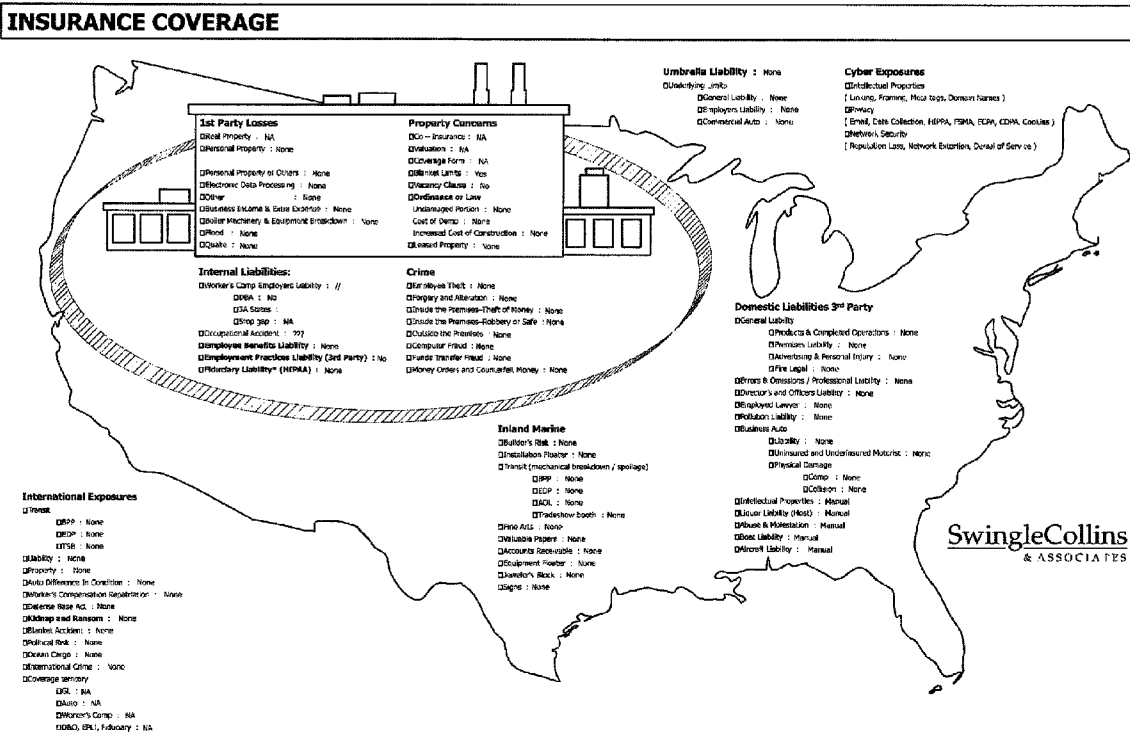 INSURANCE COVERAGE
1st Party Losses
Real Property : NA
Personal Property : None
Personal Property of Others : None
Electronic Data Processing : None
Other : None
Business Income & Extra Expense : None
Boiler Machinery & Equipment Breakdown : None
Flood : None
Quake : None
Property Concerns
Co - Insurance : NA
Valuation : NA
Coverage Form : NA
Blanket Limits : Yes
Vacancy Clause : No
Ordinance or Law
Undamaged Portion : None
Cost of Demo : None
Increased Cost of Construction : None
Leased Property : None
Umbrella Liability : None
Underlying Limits
General Liability : None
Employers Liability : None
Commercial Auto : None
Cyber Exposures
Intellectual Properties
( Linking, Framing, Meta tags, Domain Names )
Privacy
( Email, Data Collection, HIPPA, FSMA, ECPA, COPA, Cookies )
Network Security
( Reputation Loss, Network Extortion, Denial of Service )
Internal Liabilities:
Worker's Comp Employers Liability : //
DBA : No
3A States :
Stop gap : NA
Occupational Accident : ???
Employee Benefits Liability : None
Employment Practices Liability (3rd Party) : No
Fiduciary Liability* (HIPAA) : None
Crime
Employee Theft : None
Forgery and Alteration : None
Inside the Premises-Theft of Money : None
Inside the Premises-Robbery or Safe : None
Outside the Premises : None
Computer Fraud : None
Funds Transfer Fraud : None
Money Orders and Counterfeit Money : None
Domestic Liabilities 3rd Party
General Liability
Products & Completed Operations : None
Premises Liability : None
Advertising & Personal Injury : None
Fire Legal : None
Errors & Omissions / Professional Liability : None
Director's and Officers Liability : None
Employed Lawyer : None
Pollution Liability : None
Business Auto
Liability : None
Uninsured and Underinsured Motorist : None
Physical Damage
Comp : None
Collision : None
Intellectual Properties : Manual
Liquor Liability (Host) : Manual
Abuse & Molestation : Manual
Boat Liability : Manual
Aircraft Liability : Manual
Inland Marine
Builder's Risk : None
Installation Floater : None
Transit (mechanical breakdown / spoilage)
BPP : None
EDP : None
AOL : None
Tradeshow booth : None
Fine Arts : None
Valuable Papers : None
Accounts Receivable : None
Equipment Floater : None
Jeweler's Block : None
Signs : None
International Exposures
Transit
BPP : None
EDP : None
TSB : None
Liability : None
Property : None
Auto Difference In Condition : None
Worker's Compensation Repatriation : None
Defense Base Act : None
Kidnap and Ransom : None
Blanket Accident : None
Political Risk : None
Ocean Cargo : None
International Crime : None
Coverage territory
GL : NA
Auto : NA
Worker's Comp : NA
D&O, EPLI, Fiduciary : NA
SwingleCollins
& ASSOCIATES